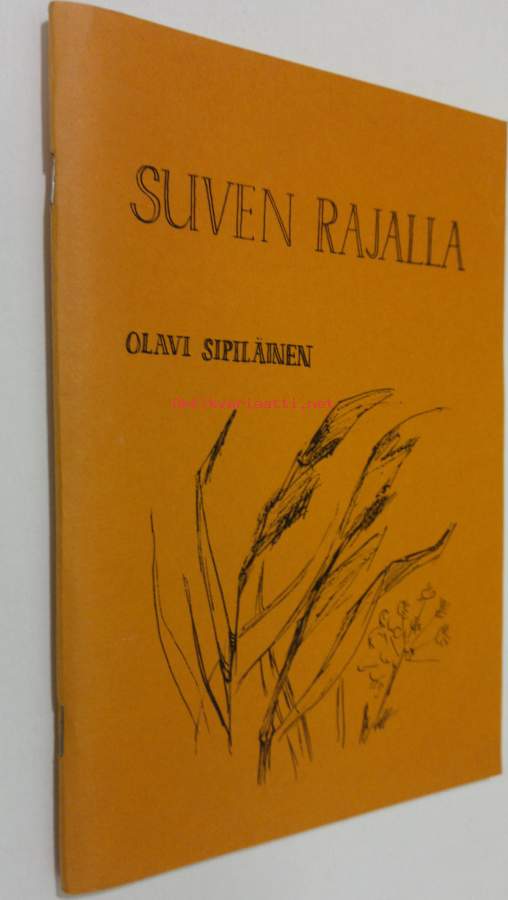 SUVEN RAJALLA
OLAVI SIPILÄINEN
antikvariaatti.net